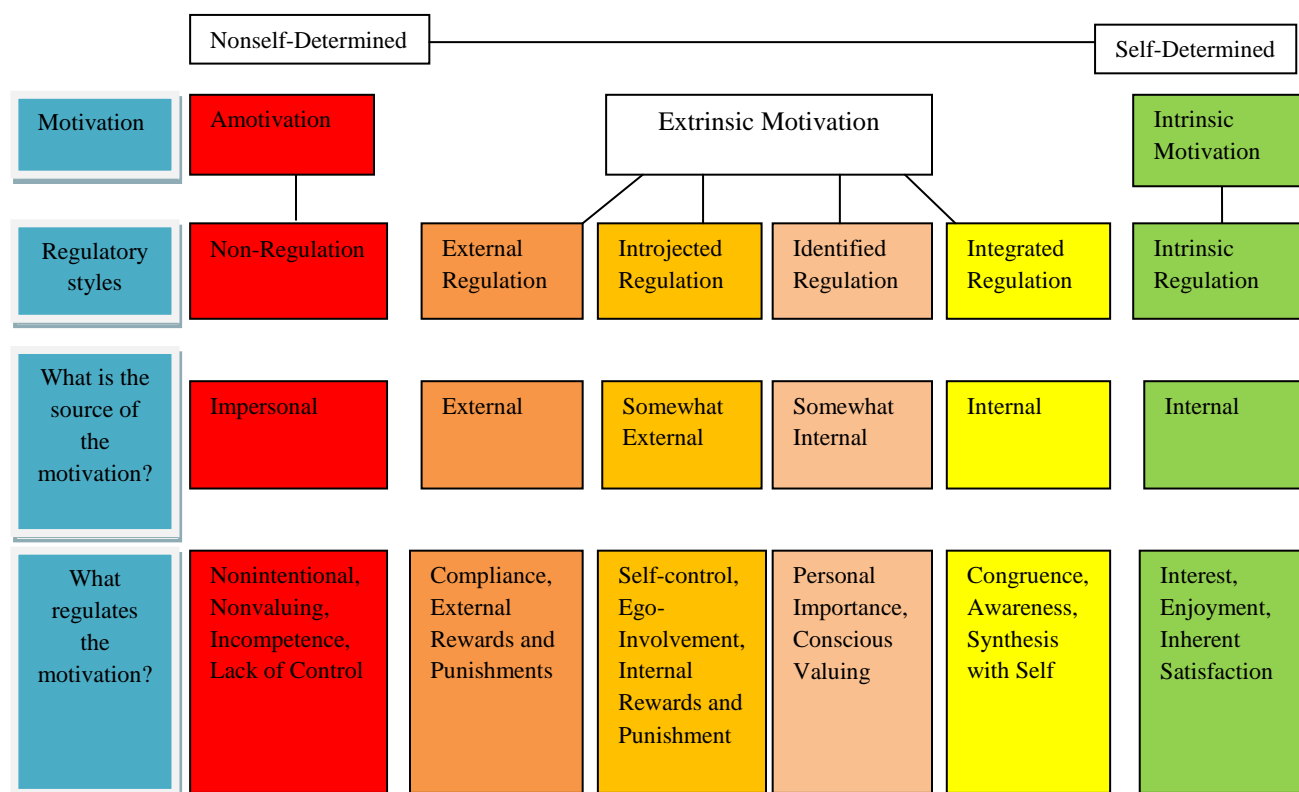 Nonself-Determined
Self-Determined
Motivation
Amotivation
Extrinsic Motivation
Intrinsic
Motivation
Regulatory
styles
Non-Regulation
External
Regulation
Introjected
Regulation
Identified
Regulation
Integrated
Regulation
Intrinsic
Regulation
What is the
source of
the
motivation?
Impersonal
External
Somewhat
External
Somewhat
Internal
Internal
Internal
What
regulates
the
motivation?
Nonintentional,
Nonvaluing,
Incompetence,
Lack of Control
Compliance,
External
Rewards and
Punishments
Self-control,
Ego-
Involvement,
Internal
Rewards and
Punishment
Personal
Importance,
Conscious
Valuing
Congruence,
Awareness,
Synthesis
with Self
Interest,
Enjoyment,
Inherent
Satisfaction